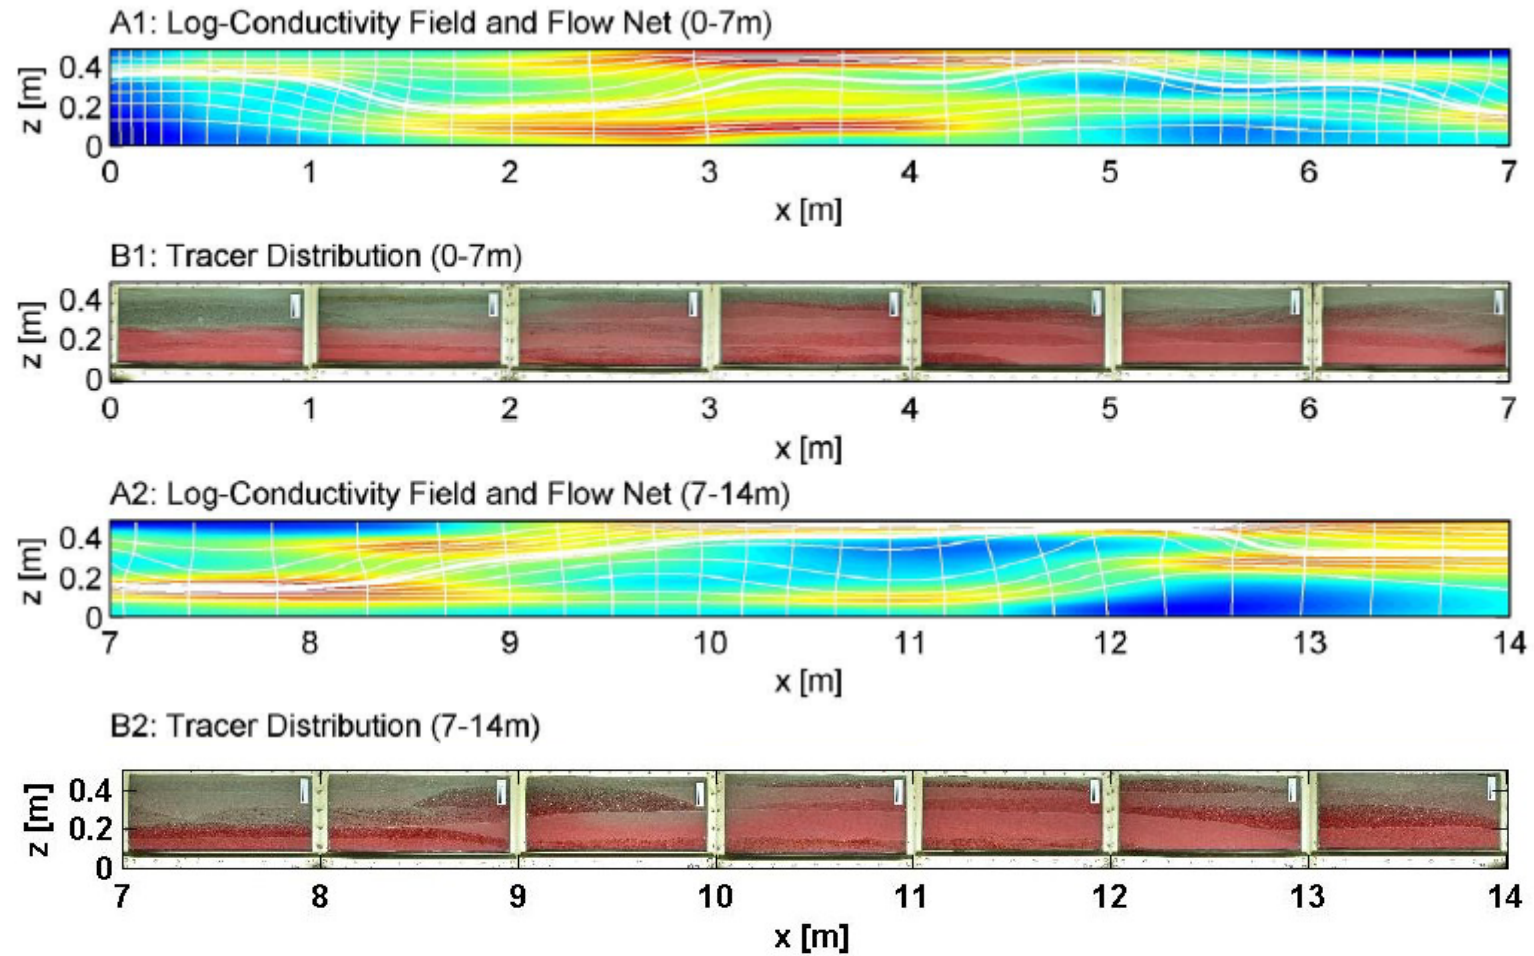 A1: Log-Conductivity Field and Flow Net (0-7m)
z [m]
0.4
0.2
0
0 1 2 3 4 5 6 7
x [m]
B1: Tracer Distribution (0-7m)
z [m]
0.4
0.2
0
0 1 2 3 4 5 6 7
x [m]
A2: Log-Conductivity Field and Flow Net (7-14m)
z [m]
0.4
0.2
0
7 8 9 10 11 12 13 14
x [m]
B2: Tracer Distribution (7-14m)
z [m]
0.4
0.2
0
7 8 9 10 11 12 13 14
x [m]